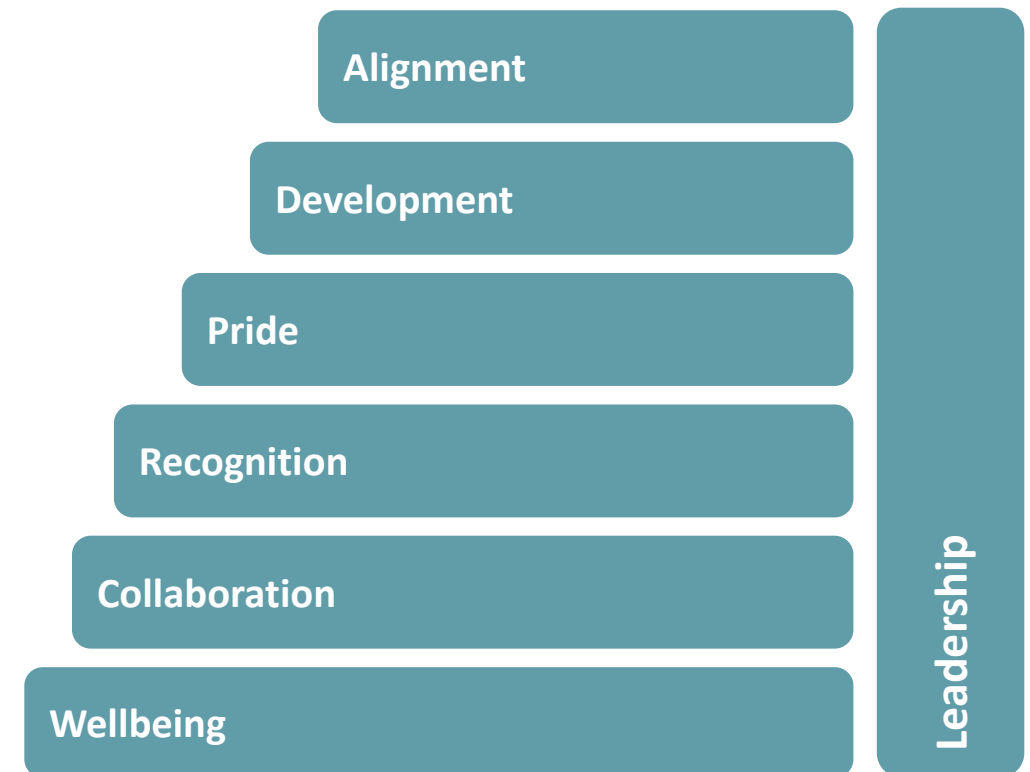 Alignment
Development
Pride
Recognition
Collaboration
Wellbeing
Leadership